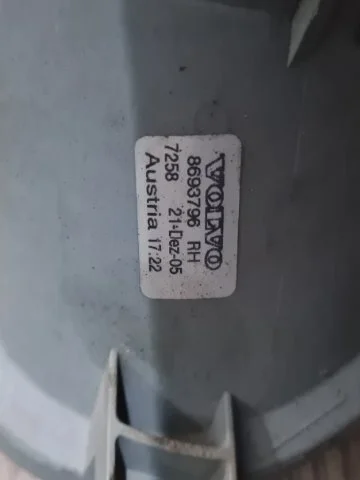 VOLVO
8693796 RH
7258 21-Dez-05
Austria 17:22